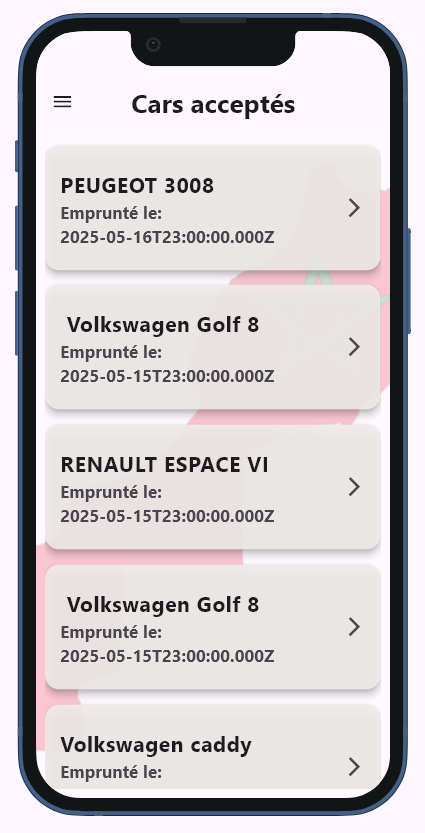 Cars acceptés
PEUGEOT 3008
Emprunté le:
2025-05-16T23:00:00.000Z
Volkswagen Golf 8
Emprunté le:
2025-05-15T23:00:00.000Z
RENAULT ESPACE VI
Emprunté le:
2025-05-15T23:00:00.000Z
Volkswagen Golf 8
Emprunté le:
2025-05-15T23:00:00.000Z
Volkswagen caddy
Emprunté le: